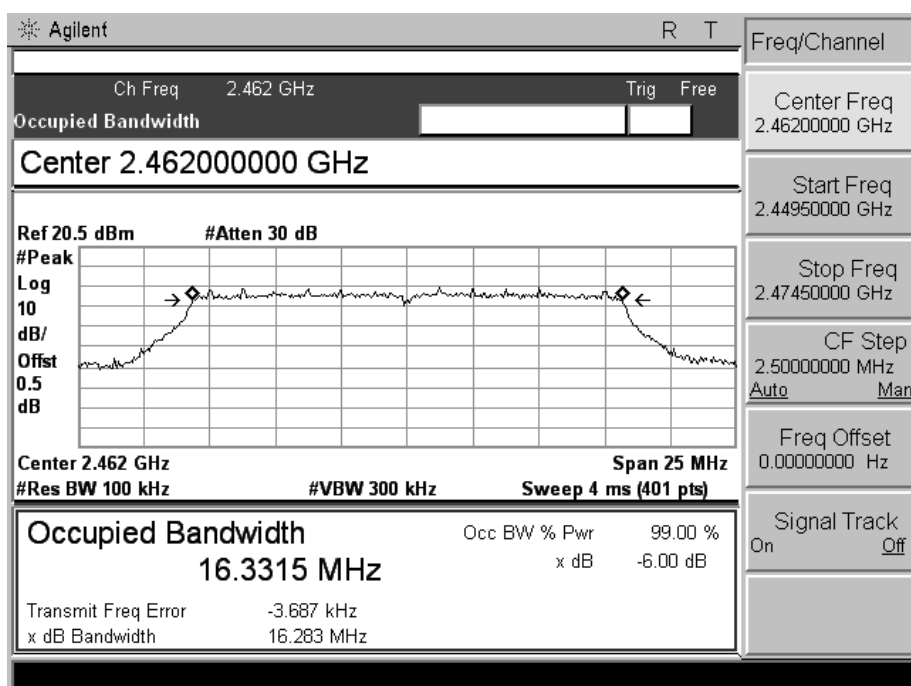 Agilent R T
Freq/Channel
Ch Freq 2.462 GHz Trig Free
Occupied Bandwidth
Center 2.462000000 GHz
Ref 20.5 dBm #Atten 30 dB
#Peak
Log
10
dB/
Offst
0.5
dB
Center 2.462 GHz Span 25 MHz
#Res BW 100 kHz #VBW 300 kHz Sweep 4 ms (401 pts)
Occupied Bandwidth Occ BW % Pwr 99.00 %
16.3315 MHz x dB -6.00 dB
Transmit Freq Error -3.687 kHz
x dB Bandwidth 16.283 MHz
Center Freq
2.46200000 GHz
Start Freq
2.44950000 GHz
Stop Freq
2.47450000 GHz
CF Step
2.50000000 MHz
Auto Man
Freq Offset
0.00000000 Hz
Signal Track
On Off